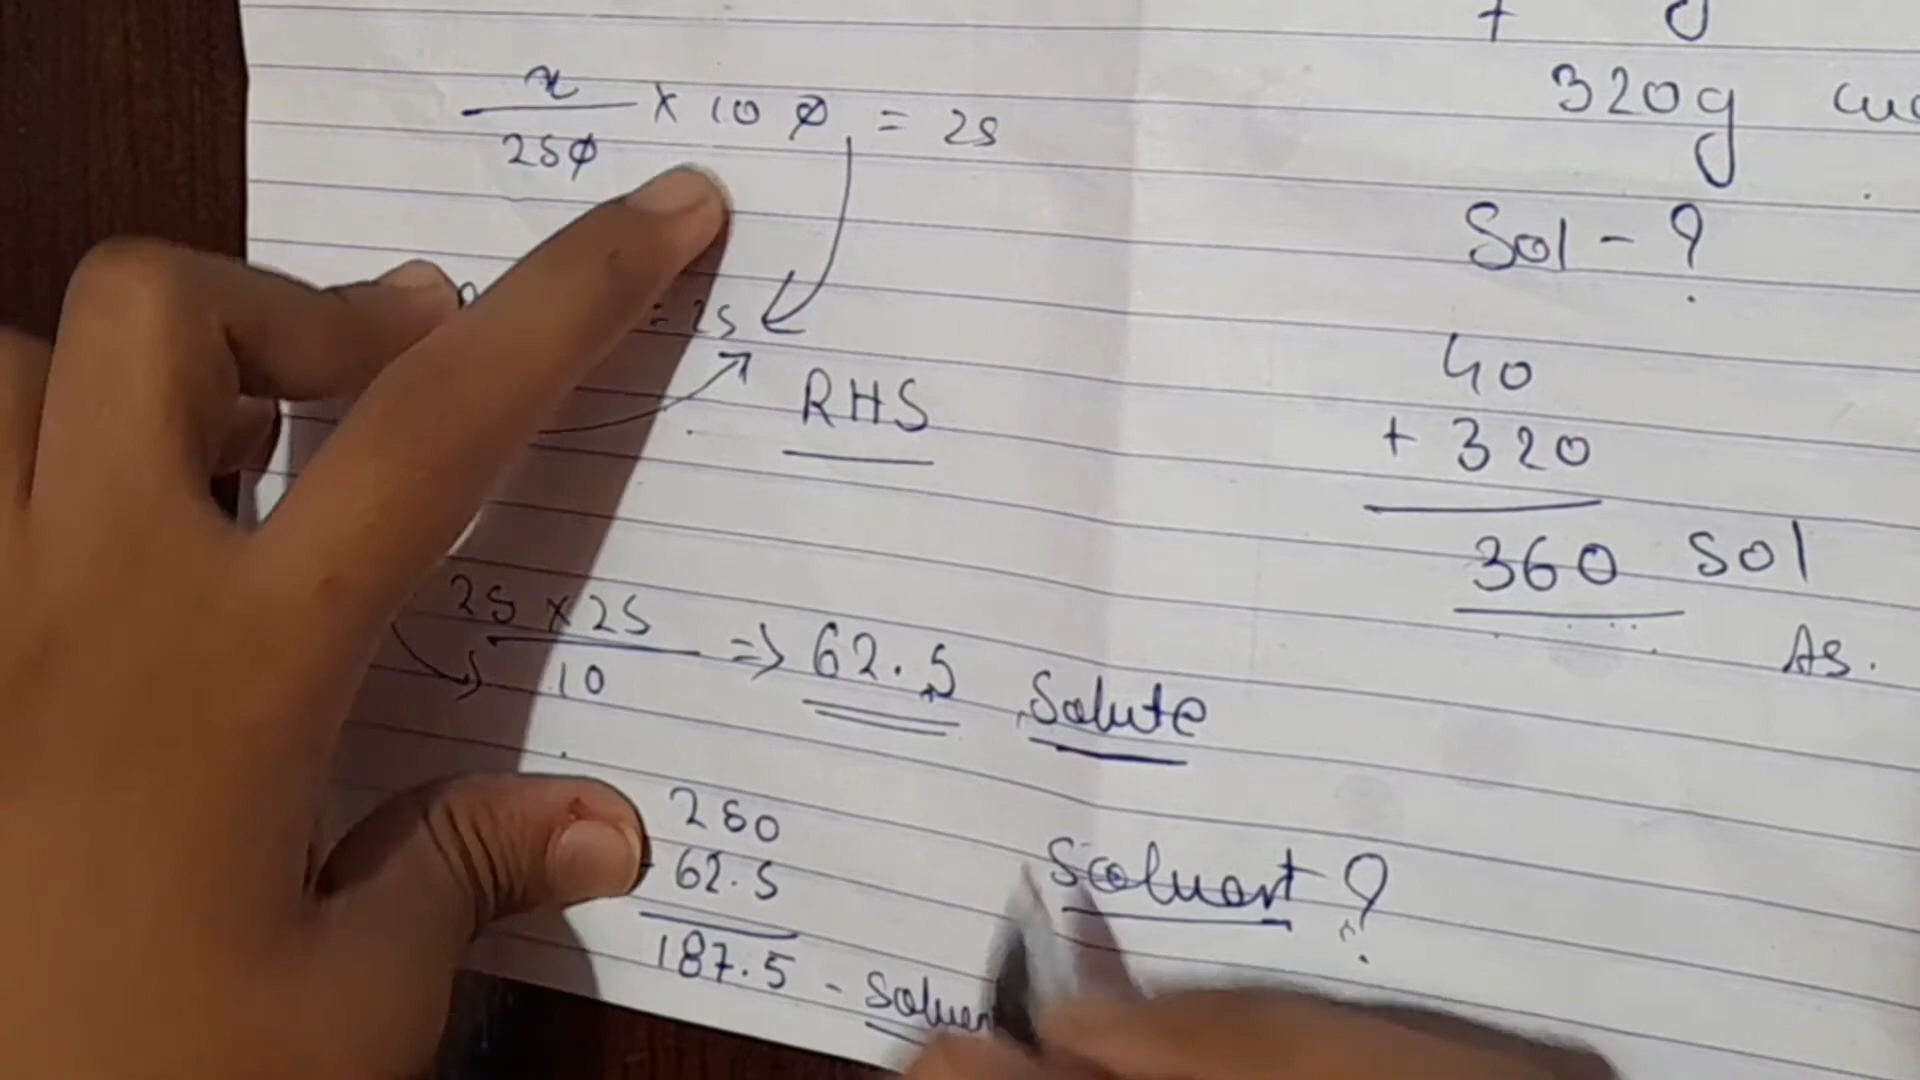 x/250 × 100 = 25
= 25
RHS
25 × 25 / 10 => 62.5 Solute
250
- 62.5
187.5 - Solven
Solvent ?
320g
Sol - ?
40
+ 320
360 Sol
As.